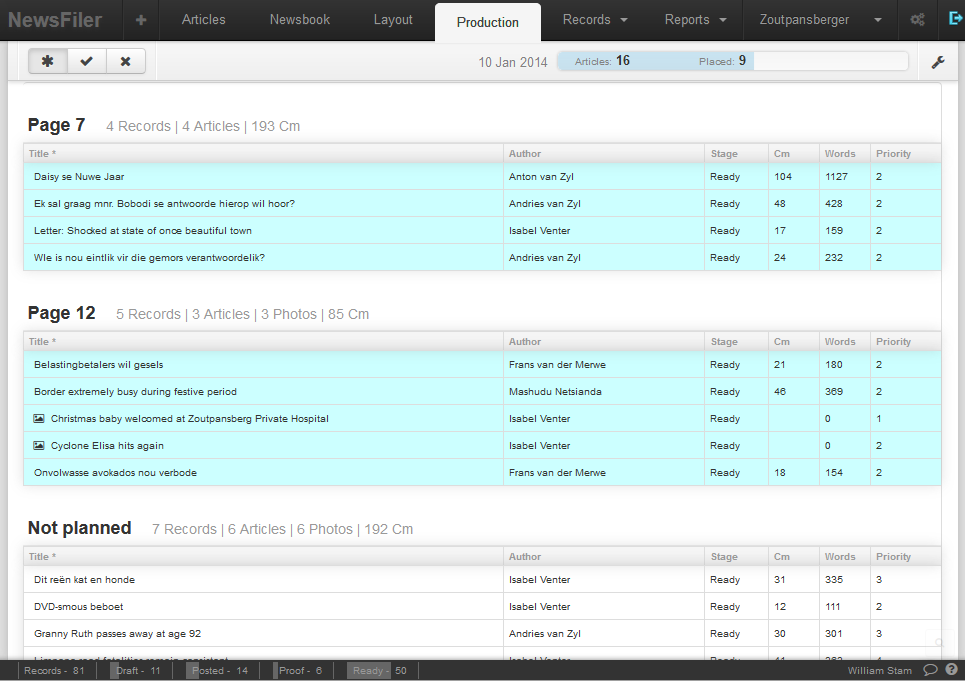 NewsFiler + Articles Newsbook Layout Production Records Reports Zoutpansberger
10 Jan 2014 Articles: 16 Placed: 9
Page 7 4 Records | 4 Articles | 193 Cm
Title * Author Stage Cm Words Priority
Daisy se Nuwe Jaar Anton van Zyl Ready 104 1127 2
Ek sal graag mnr. Bobodi se antwoorde hierop wil hoor? Andries van Zyl Ready 48 428 2
Letter: Shocked at state of once beautiful town Isabel Venter Ready 17 159 2
WIe is nou eintlik vir die gemors verantwoordelik? Andries van Zyl Ready 24 232 2
Page 12 5 Records | 3 Articles | 3 Photos | 85 Cm
Title * Author Stage Cm Words Priority
Belastingbetalers wil gesels Frans van der Merwe Ready 21 180 2
Border extremely busy during festive period Mashudu Netsianda Ready 46 369 2
Christmas baby welcomed at Zoutpansberg Private Hospital Isabel Venter Ready 0 1
Cyclone Elisa hits again Isabel Venter Ready 0 2
Onvolwasse avokados nou verbode Frans van der Merwe Ready 18 154 2
Not planned 7 Records | 6 Articles | 6 Photos | 192 Cm
Title * Author Stage Cm Words Priority
Dit reën kat en honde Isabel Venter Ready 31 335 3
DVD-smous beboet Isabel Venter Ready 12 111 2
Granny Ruth passes away at age 92 Andries van Zyl Ready 30 301 3
Records - 81 Draft - 11 Posted - 14 Proof - 6 Ready - 50 William Stam